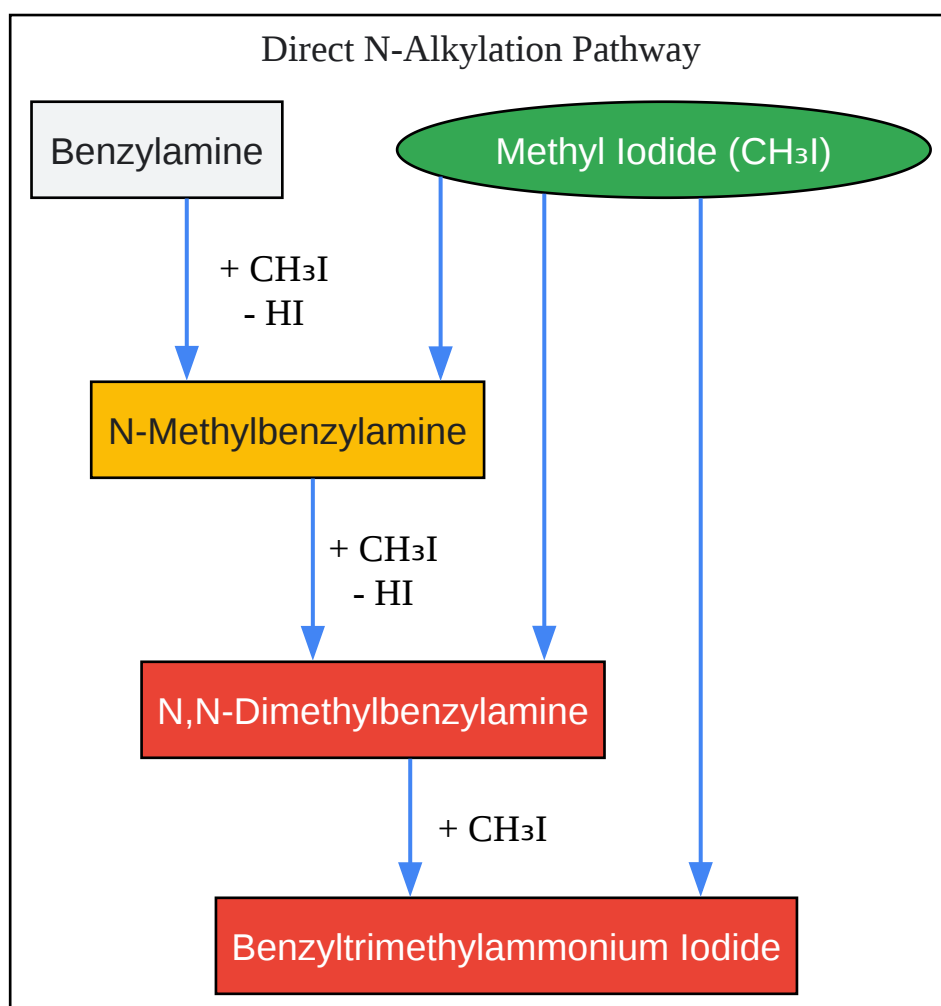 Direct N-Alkylation Pathway
Benzylamine
Methyl Iodide (CH₃I)
+ CH₃I
- HI
N-Methylbenzylamine
+ CH₃I
- HI
N,N-Dimethylbenzylamine
+ CH₃I
Benzyltrimethylammonium Iodide